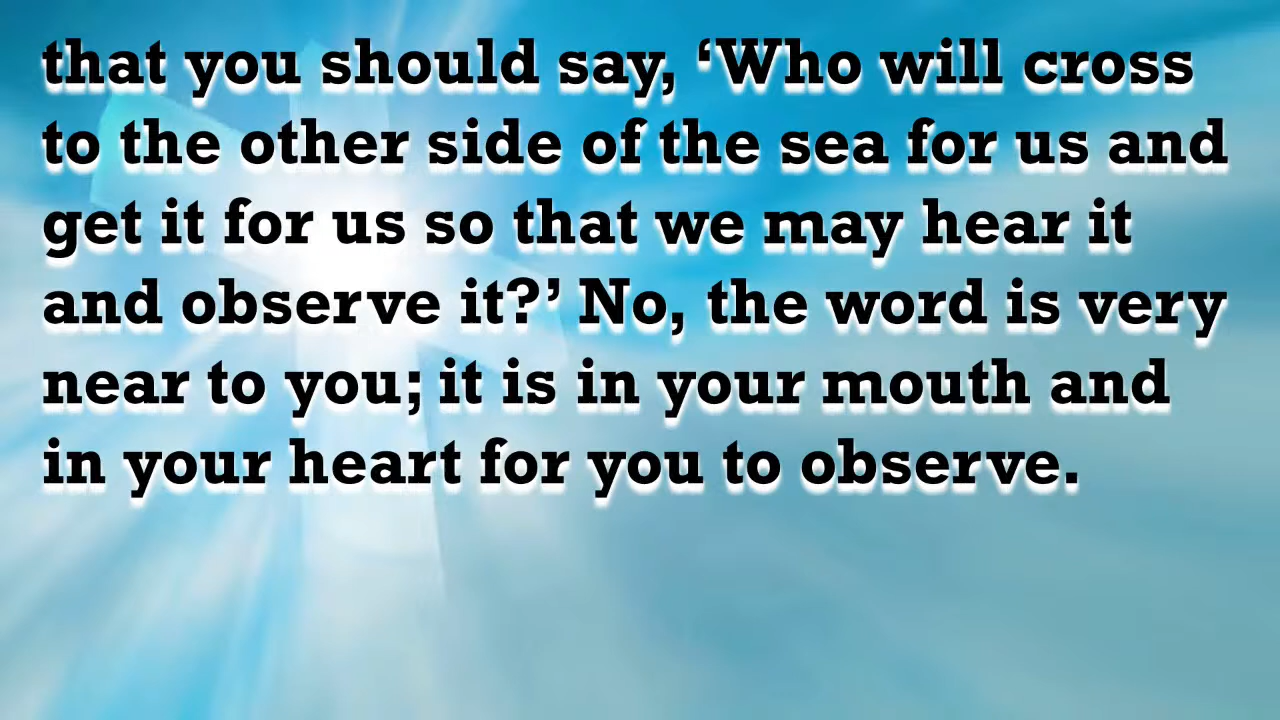 that you should say, ‘Who will cross
to the other side of the sea for us and
get it for us so that we may hear it
and observe it?’ No, the word is very
near to you; it is in your mouth and
in your heart for you to observe.